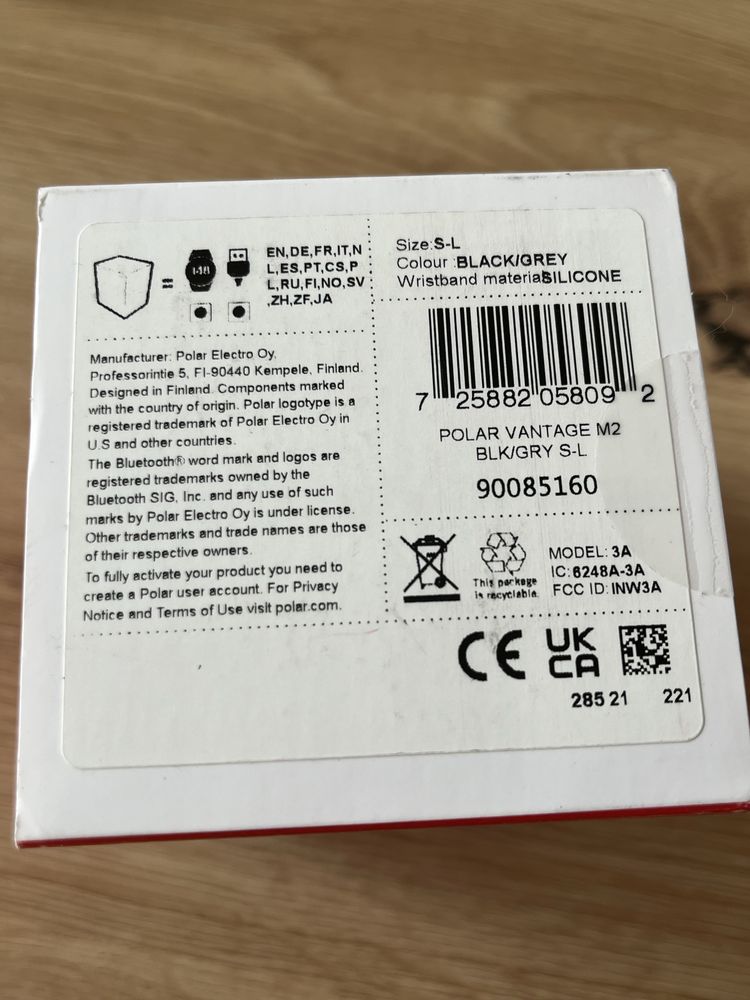 EN,DE,FR,IT,N
L,ES,PT,CS,P
L,RU,FI,NO,SV
,ZH,ZF,JA
Manufacturer: Polar Electro Oy,
Professorintie 5, FI-90440 Kempele, Finland.
Designed in Finland. Components marked
with the country of origin. Polar logotype is a
registered trademark of Polar Electro Oy in
U.S and other countries.
The Bluetooth® word mark and logos are
registered trademarks owned by the
Bluetooth SIG, Inc. and any use of such
marks by Polar Electro Oy is under license.
Other trademarks and trade names are those
of their respective owners.
To fully activate your product you need to
create a Polar user account. For Privacy
Notice and Terms of Use visit polar.com.
Size:S-L
Colour :BLACK/GREY
Wristband material:SILICONE
7 25882 05809 2
POLAR VANTAGE M2
BLK/GRY S-L
90085160
This package
is recyclable.
MODEL: 3A
IC:6248A-3A
FCC ID: INW3A
CE
UK
CA
285 21 221